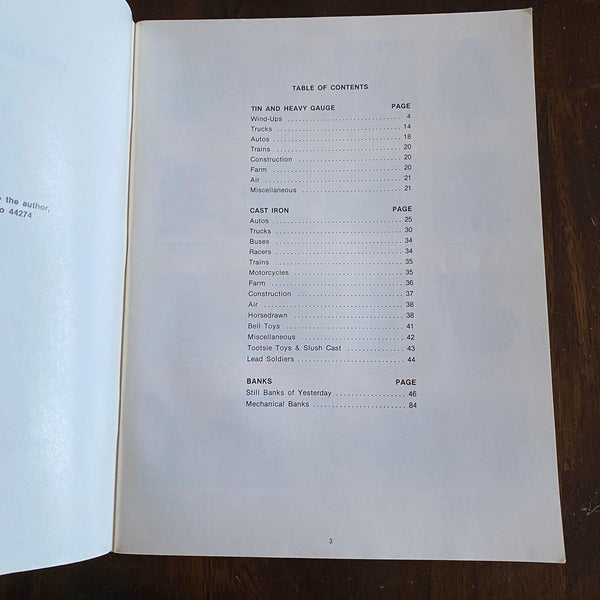 the author,
44274
TABLE OF CONTENTS
TIN AND HEAVY GAUGE PAGE
Wind-Ups 4
Trucks 14
Autos 18
Trains 20
Construction 20
Farm 20
Air 21
Miscellaneous 21
CAST IRON PAGE
Autos 25
Trucks 30
Buses 34
Racers 34
Trains 35
Motorcycles 35
Farm 36
Construction 37
Air 38
Horsedrawn 38
Bell Toys 41
Miscellaneous 42
Tootsie Toys & Slush Cast 43
Lead Soldiers 44
BANKS PAGE
Still Banks of Yesterday 46
Mechanical Banks 84
3